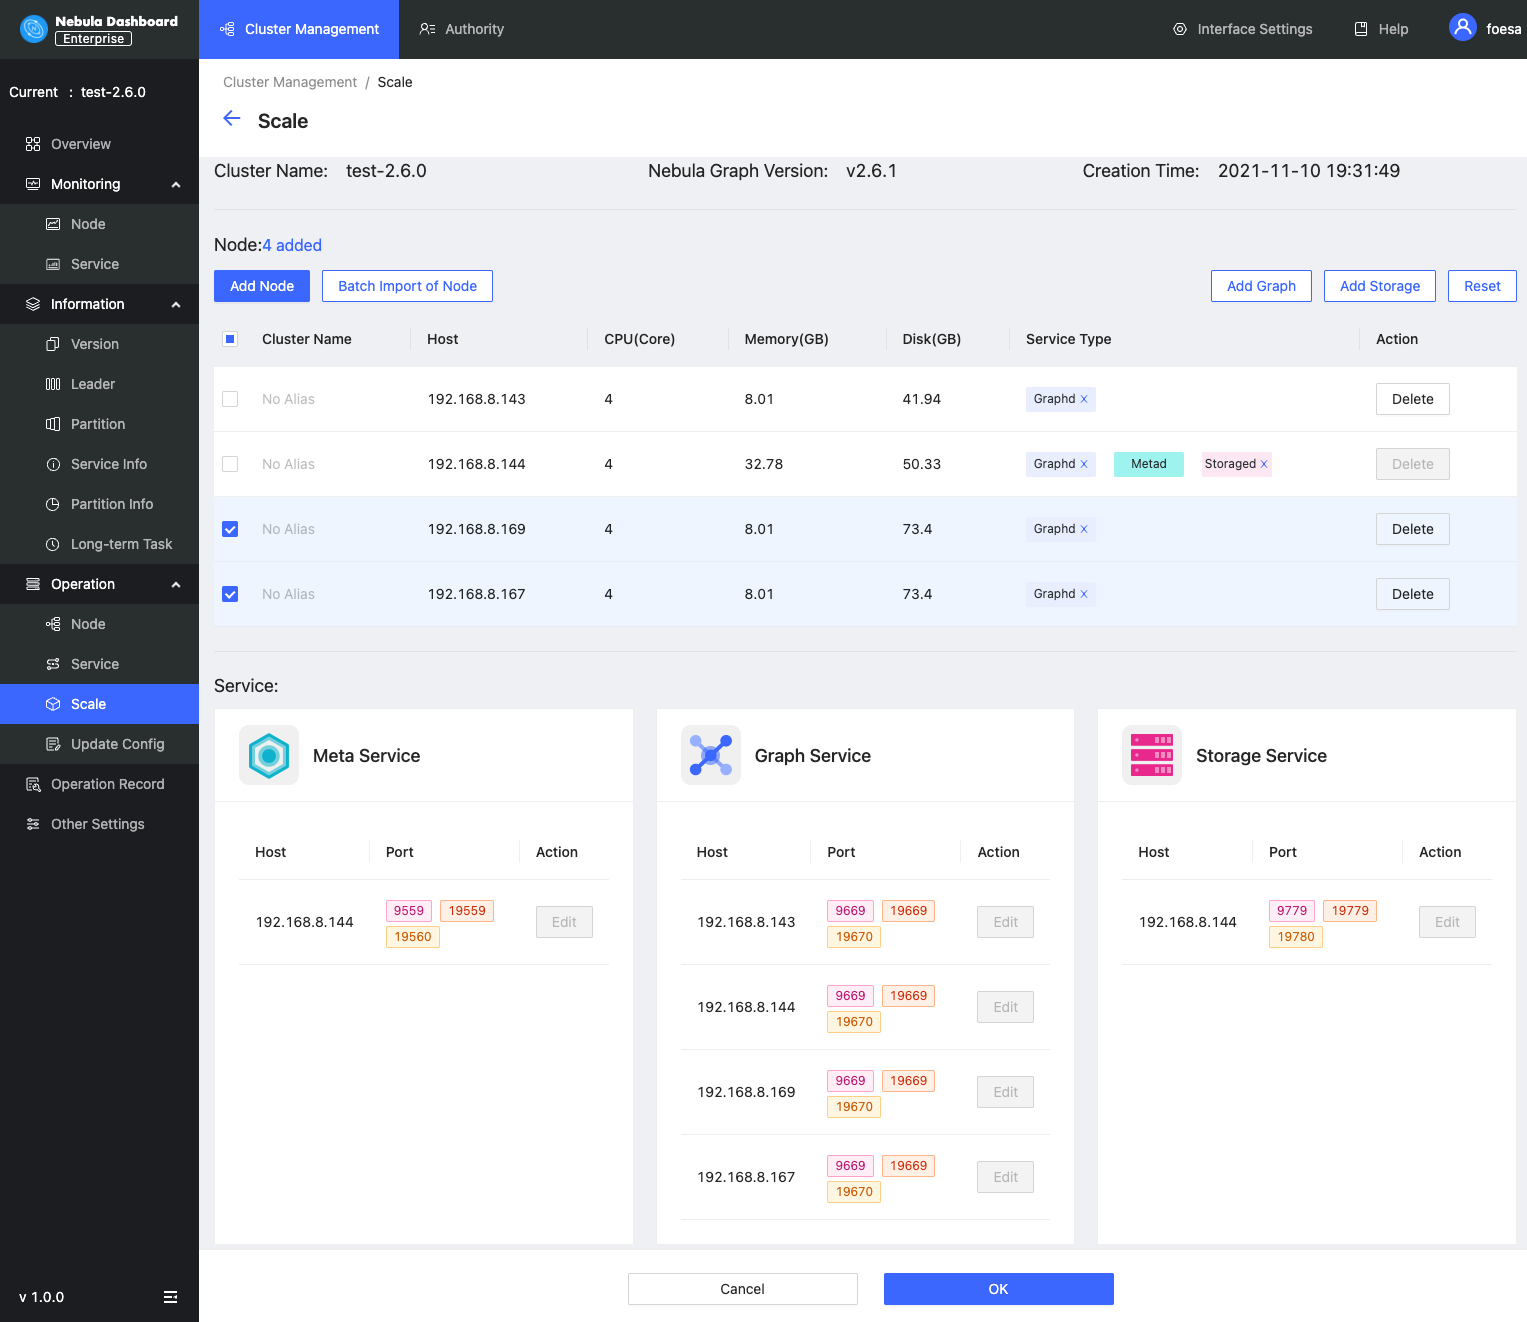 Nebula Dashboard
Enterprise
Cluster Management
Authority
Interface Settings
Help
foesa
Current : test-2.6.0
Overview
Monitoring
Node
Service
Information
Version
Leader
Partition
Service Info
Partition Info
Long-term Task
Operation
Node
Service
Scale
Update Config
Operation Record
Other Settings
v 1.0.0
Cluster Management / Scale
Scale
Cluster Name: test-2.6.0 Nebula Graph Version: v2.6.1 Creation Time: 2021-11-10 19:31:49
Node:4 added
Add Node Batch Import of Node Add Graph Add Storage Reset
Cluster Name Host CPU(Core) Memory(GB) Disk(GB) Service Type Action
No Alias 192.168.8.143 4 8.01 41.94 Graphd X Delete
No Alias 192.168.8.144 4 32.78 50.33 Graphd X Metad Storaged X Delete
No Alias 192.168.8.169 4 8.01 73.4 Graphd X Delete
No Alias 192.168.8.167 4 8.01 73.4 Graphd X Delete
Service:
Meta Service
Host Port Action
192.168.8.144 9559 19559 Edit
19560
Graph Service
Host Port Action
192.168.8.143 9669 19669 Edit
19670
192.168.8.144 9669 19669 Edit
19670
192.168.8.169 9669 19669 Edit
19670
192.168.8.167 9669 19669 Edit
19670
Storage Service
Host Port Action
192.168.8.144 9779 19779 Edit
19780
Cancel OK